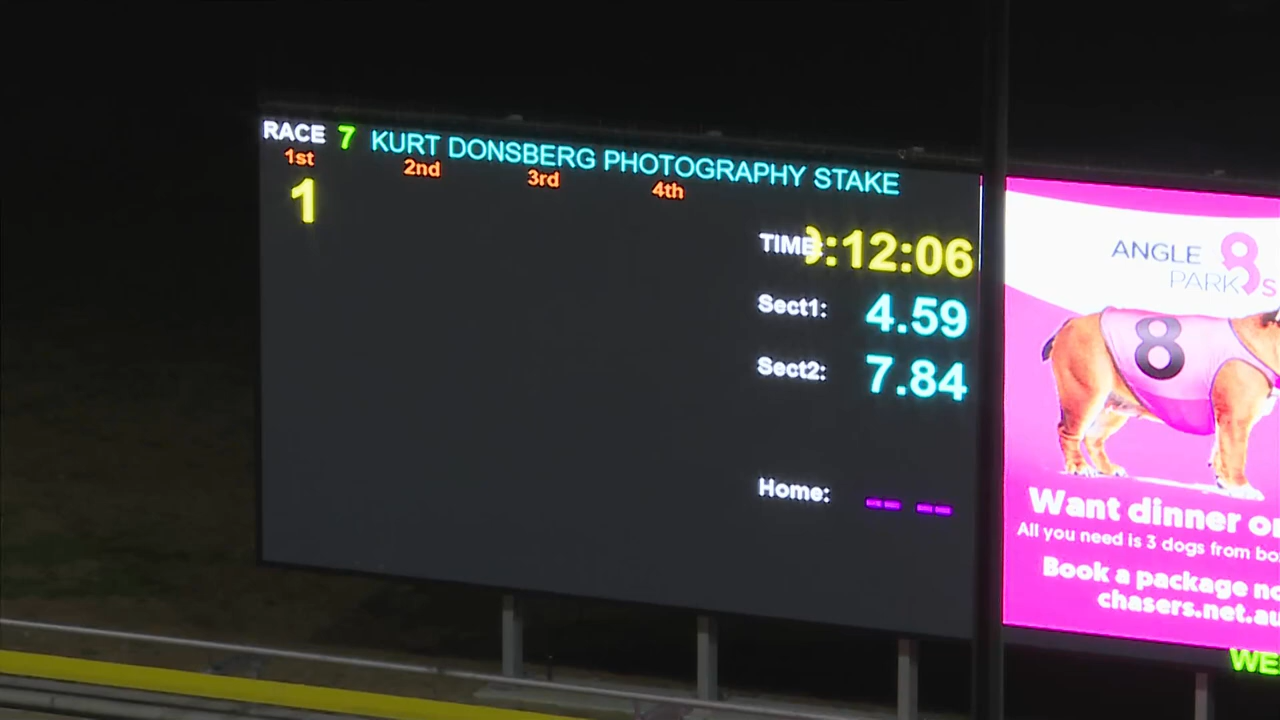 RACE 7 KURT DONSBERG PHOTOGRAPHY STAKE
1st 2nd 3rd 4th
1
TIME: :12:06
Sect1: 4.59
Sect2: 7.84
Home: -- --
ANGLE
PARK
8
Want dinner
All you need is 3 dogs from
Book a package
chasers.net.au